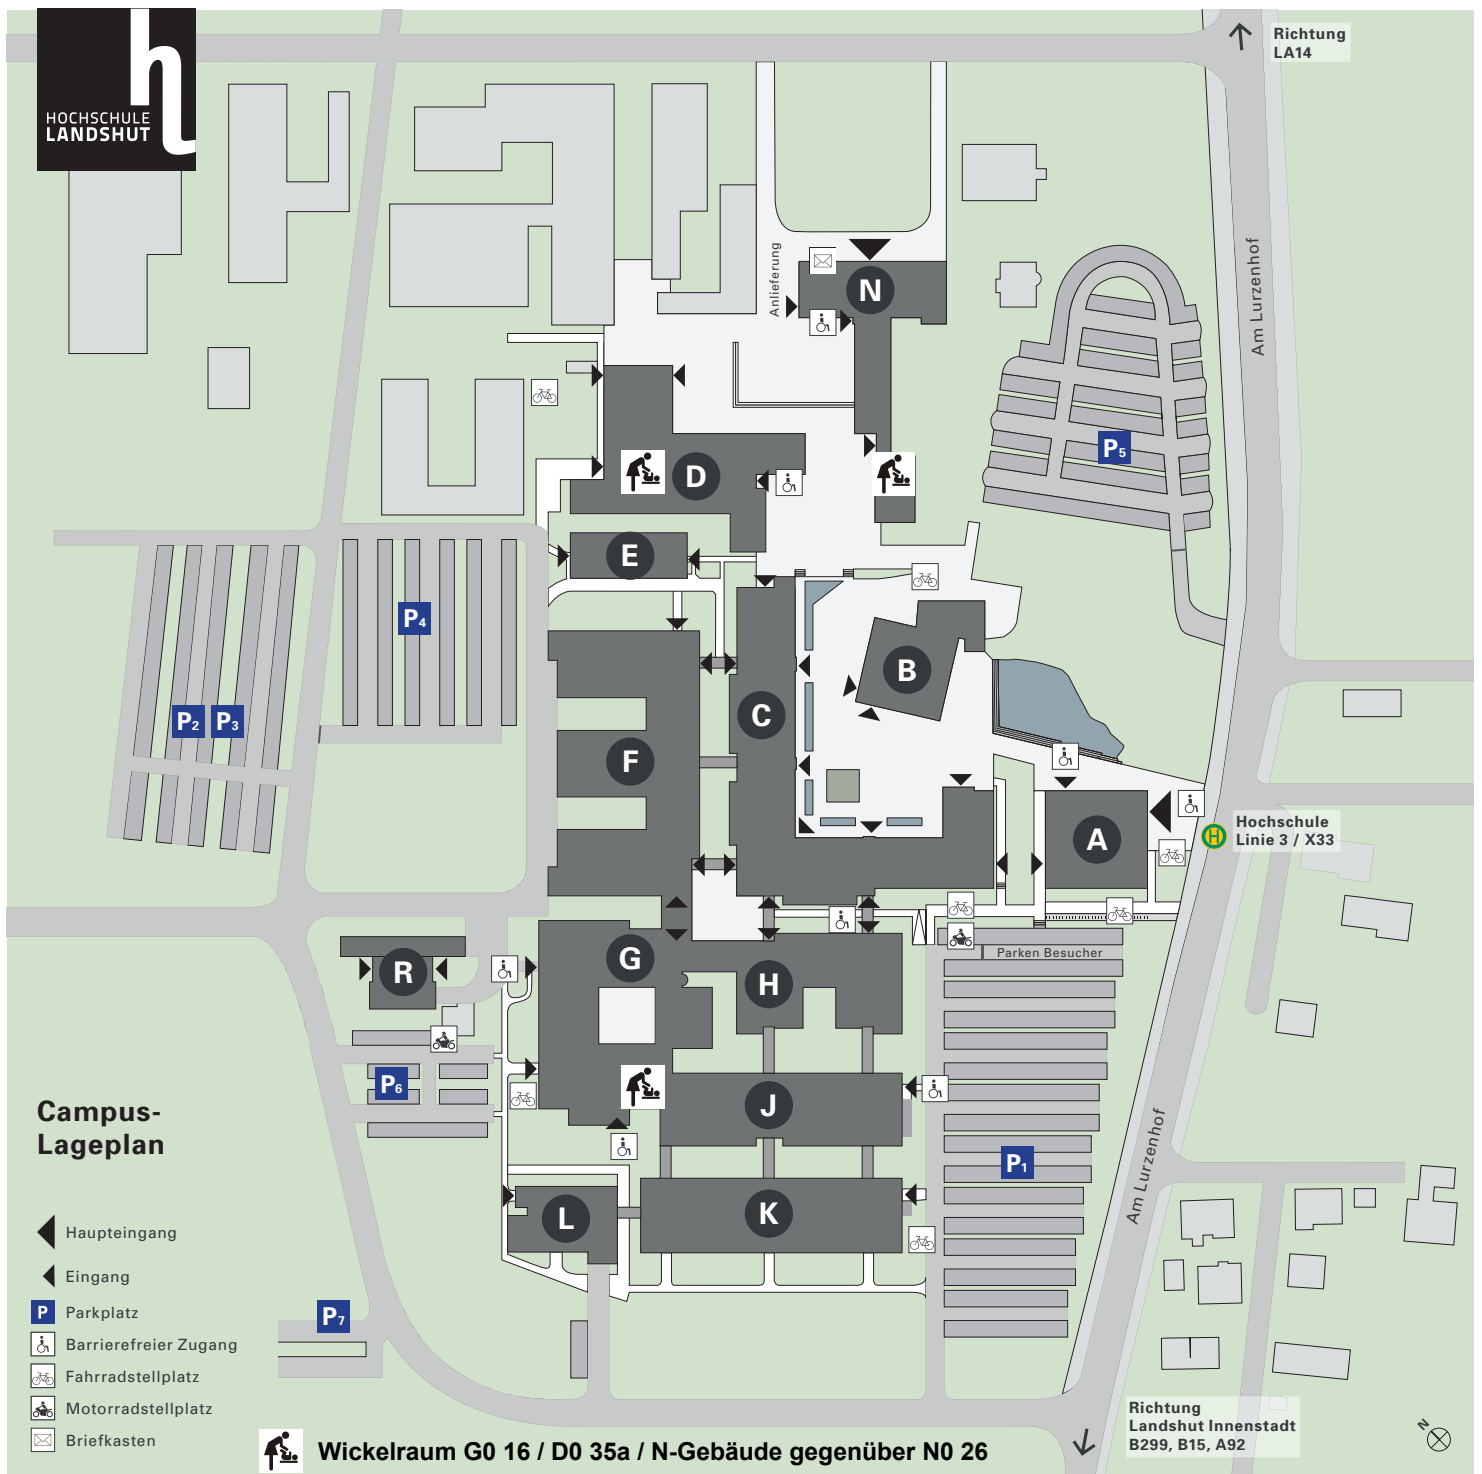 HOCHSCHULE
LANDSHUT
Richtung
LA14
Am Lurzenhof
Anlieferung
N
P5
D
E
P4
P2
P3
B
C
F
A
Hochschule
Linie 3 / X33
H
Parken Besucher
R
G
H
P6
J
Campus-
Lageplan
P1
Am Lurzenhof
L
K
Haupteingang
Eingang
P Parkplatz
P7
Barrierefreier Zugang
Fahrradstellplatz
Motorradstellplatz
Briefkasten
Richtung
Landshut Innenstadt
B299, B15, A92
N
Wickelraum G0 16 / D0 35a / N-Gebäude gegenüber N0 26